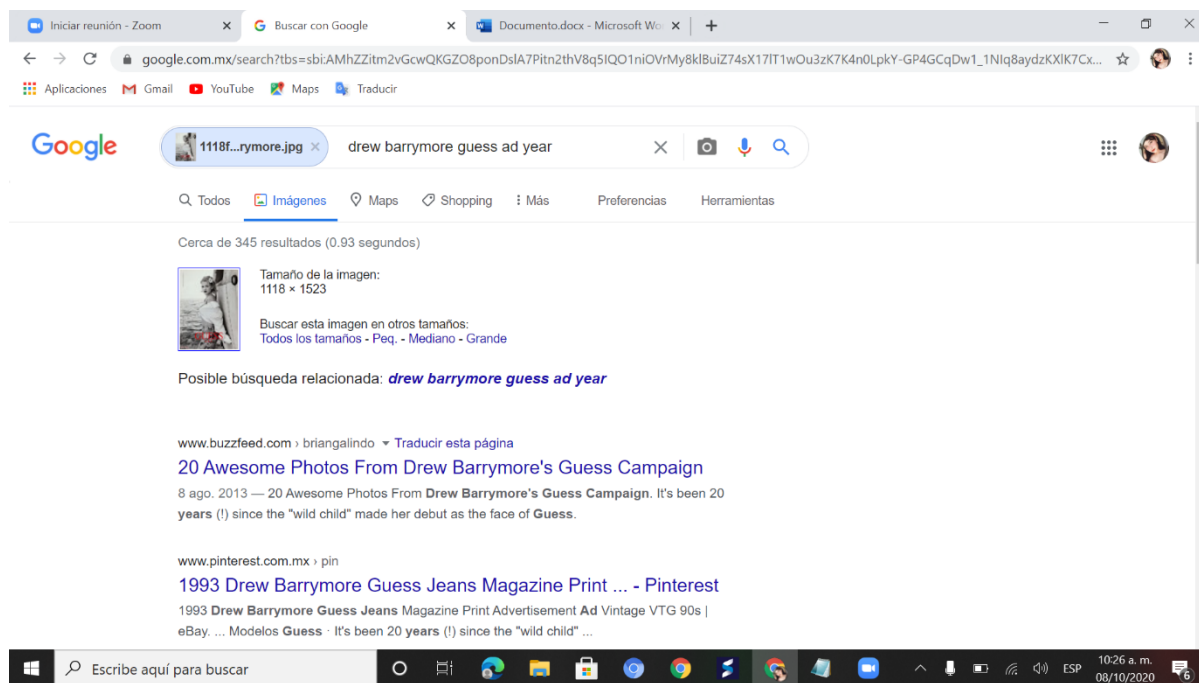 Iniciar reunión - Zoom
Buscar con Google
Documento.docx - Microsoft Wo
google.com.mx/search?tbs=sbi:AMhZZitm2vGcwQKGZO8ponDslA7Pitn2thV8q5IQO1niOVrMy8klBuiZ74sX17lT1wOu3zK7K4n0LpkY-GP4GCqDw1_1NIq8aydzKXlK7Cx...
Aplicaciones Gmail YouTube Maps Traducir
Google
1118f...rymore.jpg drew barrymore guess ad year
Todos Imágenes Maps Shopping Más Preferencias Herramientas
Cerca de 345 resultados (0.93 segundos)
Tamaño de la imagen:
1118 × 1523
Buscar esta imagen en otros tamaños:
Todos los tamaños - Peq. - Mediano - Grande
Posible búsqueda relacionada: drew barrymore guess ad year
www.buzzfeed.com › briangalindo Traducir esta página
20 Awesome Photos From Drew Barrymore's Guess Campaign
8 ago. 2013 — 20 Awesome Photos From Drew Barrymore's Guess Campaign. It's been 20
years (!) since the "wild child" made her debut as the face of Guess.
www.pinterest.com.mx › pin
1993 Drew Barrymore Guess Jeans Magazine Print ... - Pinterest
1993 Drew Barrymore Guess Jeans Magazine Print Advertisement Ad Vintage VTG 90s |
eBay. ... Modelos Guess · It's been 20 years (!) since the "wild child" ...
Escribe aquí para buscar
ESP
10:26 a. m.
08/10/2020
6